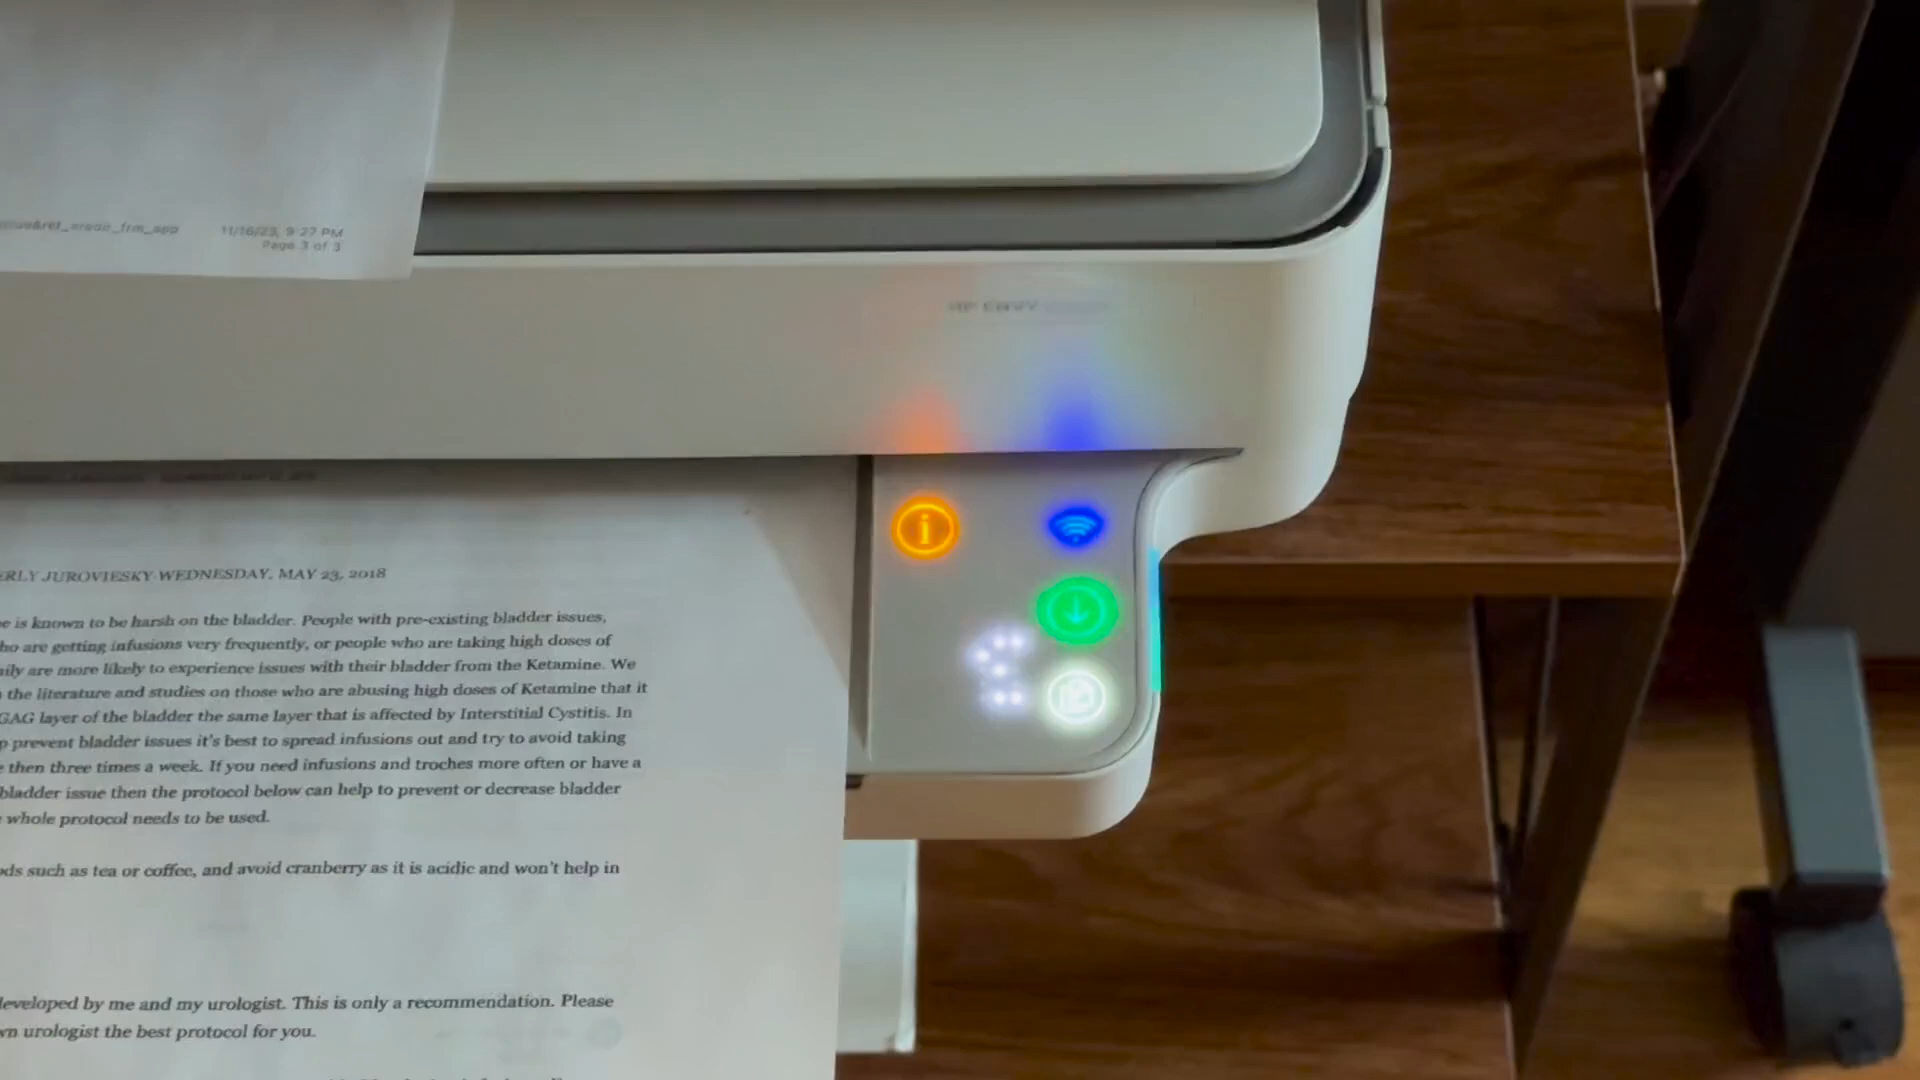 11/16/23, 9:27 PM
Page 3 of 3
HP ENVY
i
ERLY JUROVIESKY WEDNESDAY, MAY 23, 2018
e is known to be harsh on the bladder. People with pre-existing bladder issues,
ho are getting infusions very frequently, or people who are taking high doses of
aily are more likely to experience issues with their bladder from the Ketamine. We
the literature and studies on those who are abusing high doses of Ketamine that it
GAG layer of the bladder the same layer that is affected by Interstitial Cystitis. In
p prevent bladder issues it's best to spread infusions out and try to avoid taking
e then three times a week. If you need infusions and troches more often or have a
bladder issue then the protocol below can help to prevent or decrease bladder
whole protocol needs to be used.
ods such as tea or coffee, and avoid cranberry as it is acidic and won't help in
developed by me and my urologist. This is only a recommendation. Please
wn urologist the best protocol for you.